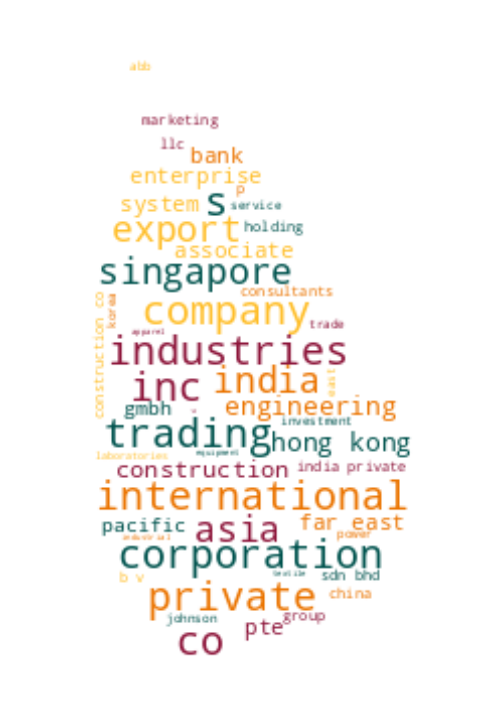 abb
marketing
llc
bank
enterprise
p
system s service
export holding
associate
singapore
consultants
construction co
korea
company
trade
apparel
industries
inc india
east
gmbh v engineering
trading investment
hong kong
laboratories equipment
construction india private
international
pacific asia far east
industrial power
corporation
b v textile sdn bhd
private china
johnson group
pte
co